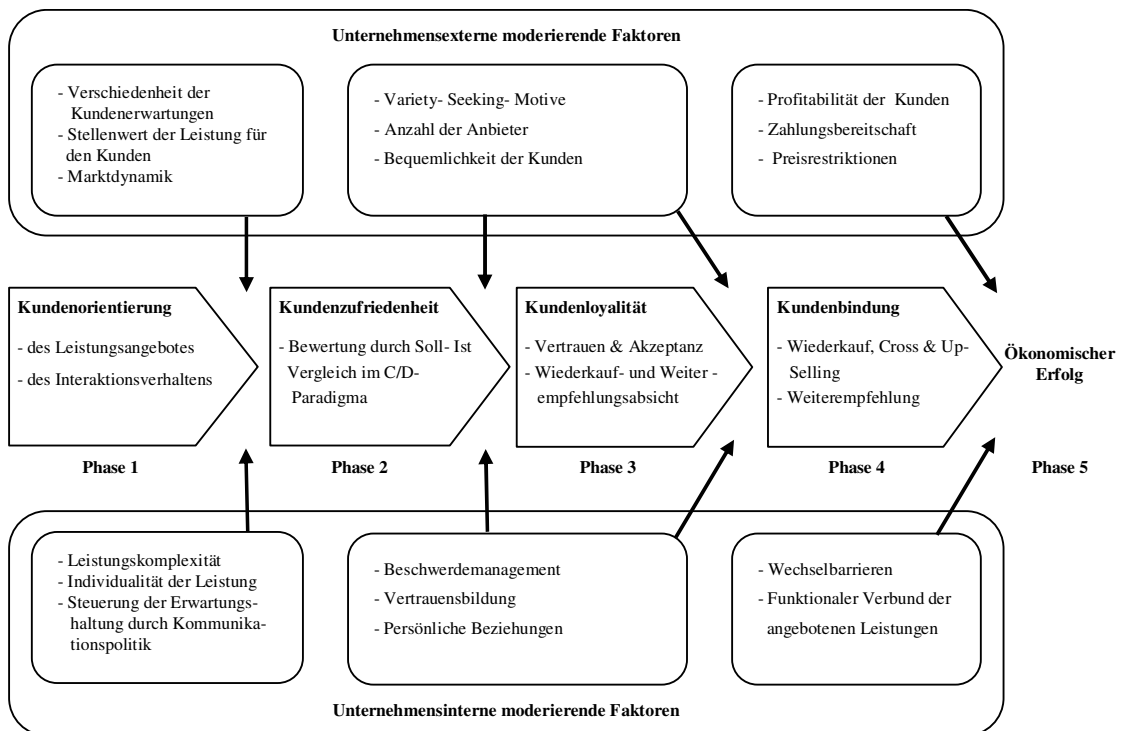 Unternehmensexterne moderierende Faktoren
- Verschiedenheit der
Kundenerwartungen
- Stellenwert der Leistung für
den Kunden
- Marktdynamik
- Variety- Seeking- Motive
- Anzahl der Anbieter
- Bequemlichkeit der Kunden
- Profitabilität der Kunden
- Zahlungsbereitschaft
- Preisrestriktionen
Kundenorientierung
- des Leistungsangebotes
- des Interaktionsverhaltens
Kundenzufriedenheit
- Bewertung durch Soll- Ist
Vergleich im C/D-
Paradigma
Kundenloyalität
- Vertrauen & Akzeptanz
- Wiederkauf- und Weiter -
empfehlungsabsicht
Kundenbindung
- Wiederkauf, Cross & Up-
Selling
- Weiterempfehlung
Ökonomischer
Erfolg
Phase 1
Phase 2
Phase 3
Phase 4
Phase 5
- Leistungskomplexität
- Individualität der Leistung
- Steuerung der Erwartungs-
haltung durch Kommunika-
tionspolitik
- Beschwerdemanagement
- Vertrauensbildung
- Persönliche Beziehungen
- Wechselbarrieren
- Funktionaler Verbund der
angebotenen Leistungen
Unternehmensinterne moderierende Faktoren